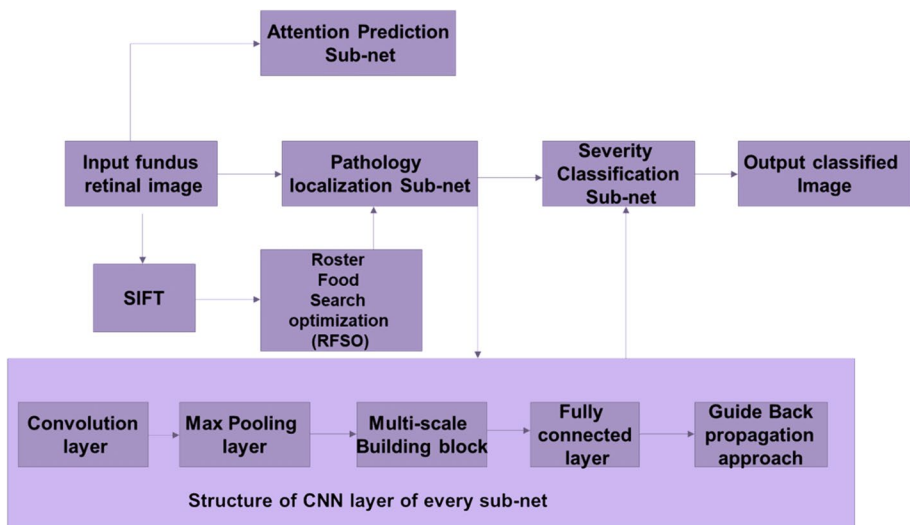 Attention Prediction
Sub-net
Input fundus
retinal image
Pathology
localization Sub-net
Severity
Classification
Sub-net
Output classified
Image
SIFT
Roster
Food
Search
optimization
(RFSO)
Convolution
layer
Max Pooling
layer
Multi-scale
Building block
Fully
connected
layer
Guide Back
propagation
approach
Structure of CNN layer of every sub-net